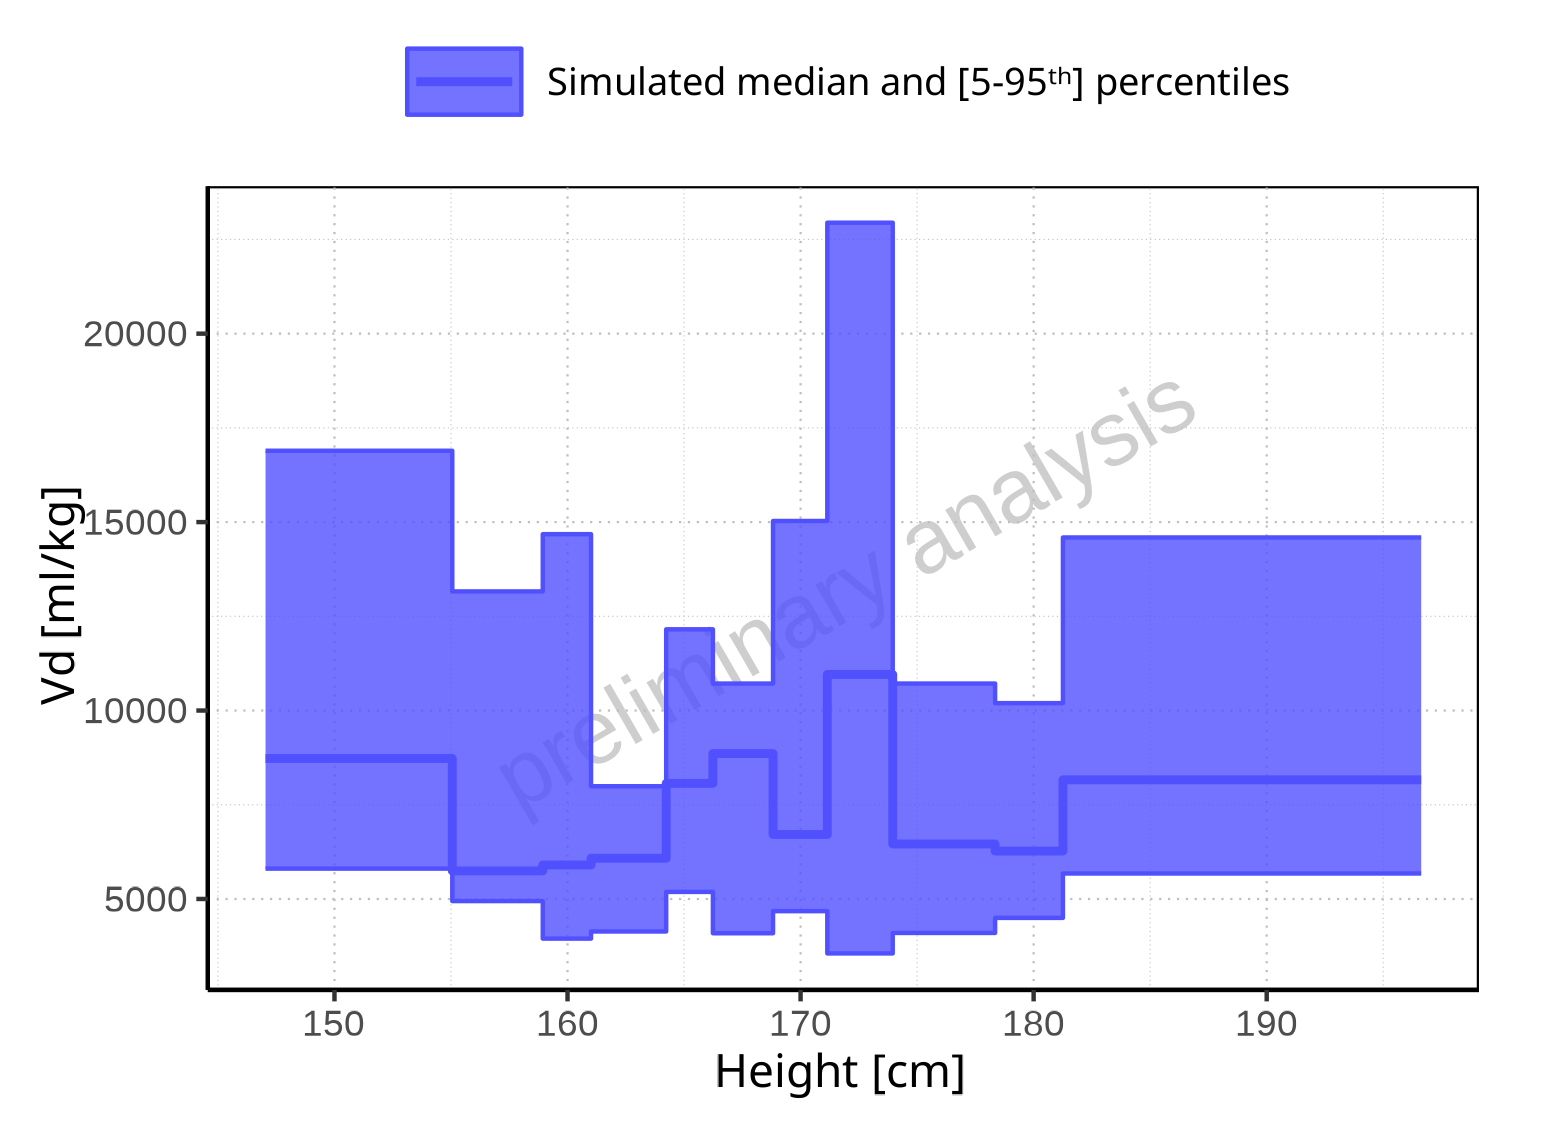 Simulated median and [5-95ᵗʰ] percentiles
20000
15000
10000
5000
Vd [ml/kg]
preliminary analysis
150 160 170 180 190
Height [cm]